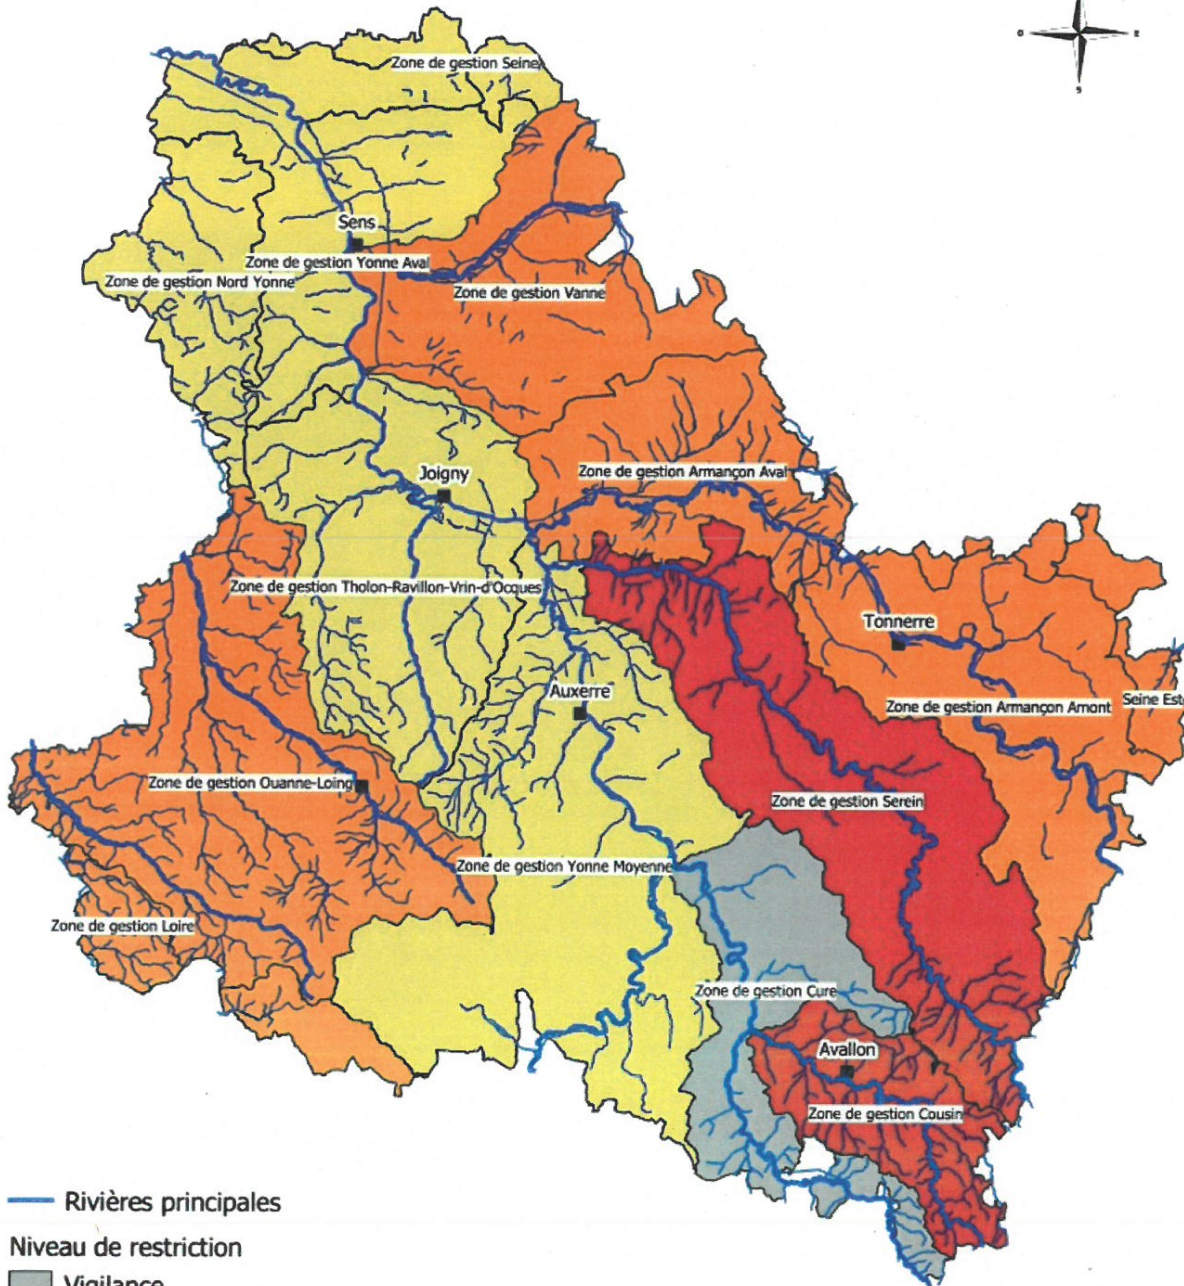 O E
S
Zone de gestion Seine
Sens
Zone de gestion Yonne Aval
Zone de gestion Nord Yonne
Zone de gestion Vanne
Joigny
Zone de gestion Armançon Aval
Zone de gestion Tholon-Ravillon-Vrin-d'Ocques
Tonnerre
Auxerre
Seine Est
Zone de gestion Armançon Amont
Zone de gestion Ouanne-Loing
Zone de gestion Serein
Zone de gestion Yonne Moyenne
Zone de gestion Loire
Zone de gestion Cure
Avallon
Zone de gestion Cousin
Rivières principales
Niveau de restriction
Vigilance